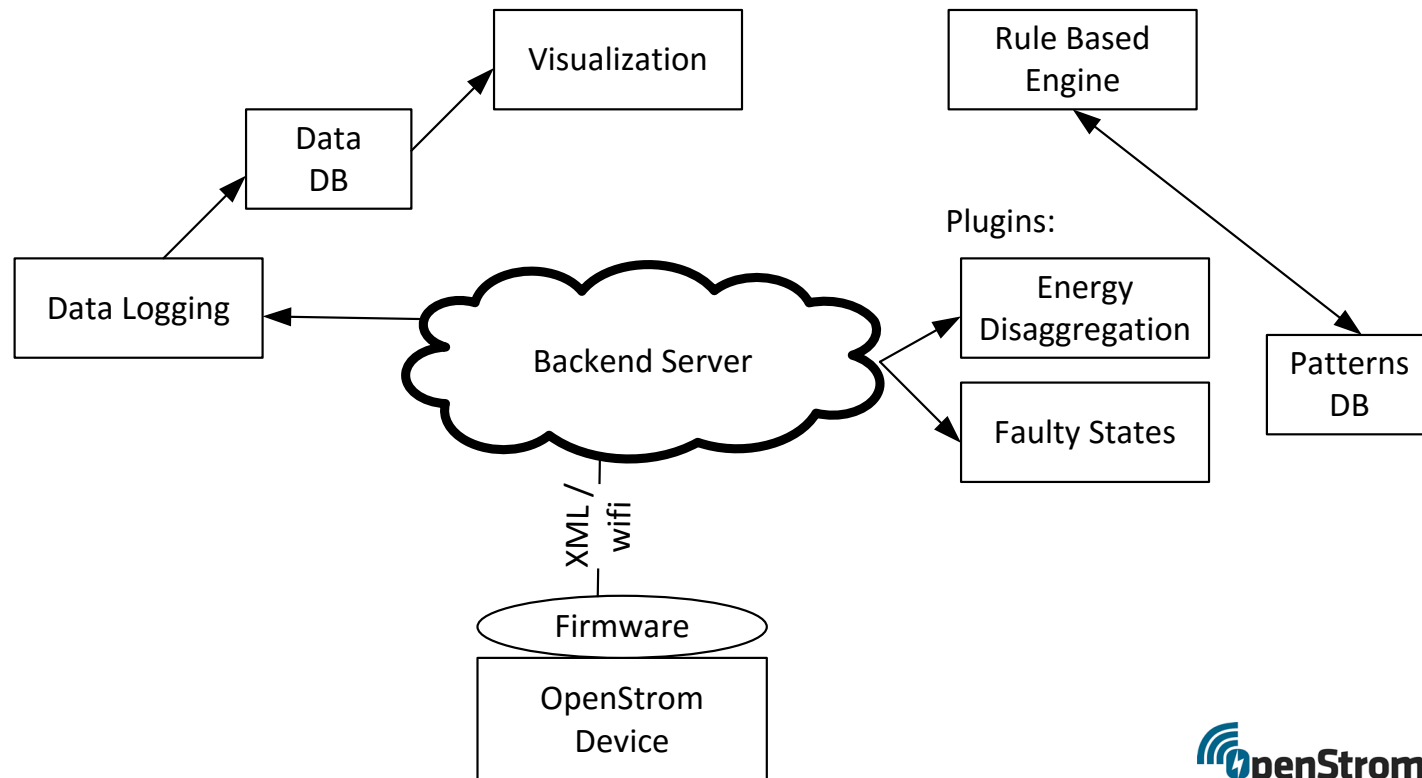 Visualization
Rule Based
Engine
Data
DB
Plugins:
Data Logging
Energy
Disaggregation
Backend Server
Patterns
DB
Faulty States
XML /
wifi
Firmware
OpenStrom
Device
OpenStrom